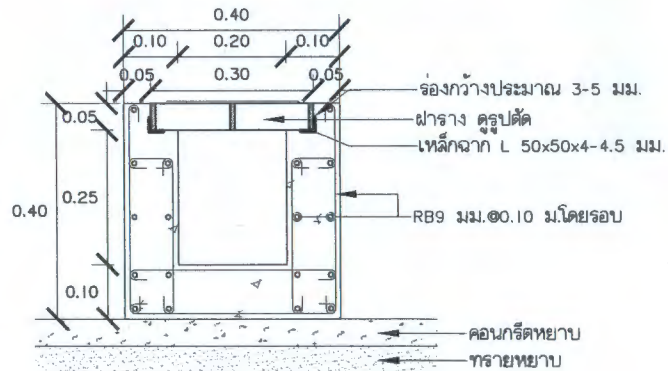 0.40
0.10 0.20 0.10
0.05 0.30 0.05
ร่องกว้างประมาณ 3-5 มม.
0.05
ฝาราง ดูรูปตัด
เหล็กฉาก L 50x50x4-4.5 มม.
0.25
0.40
RB9 มม.@0.10 ม.โดยรอบ
0.10
คอนกรีตหยาบ
ทรายหยาบ